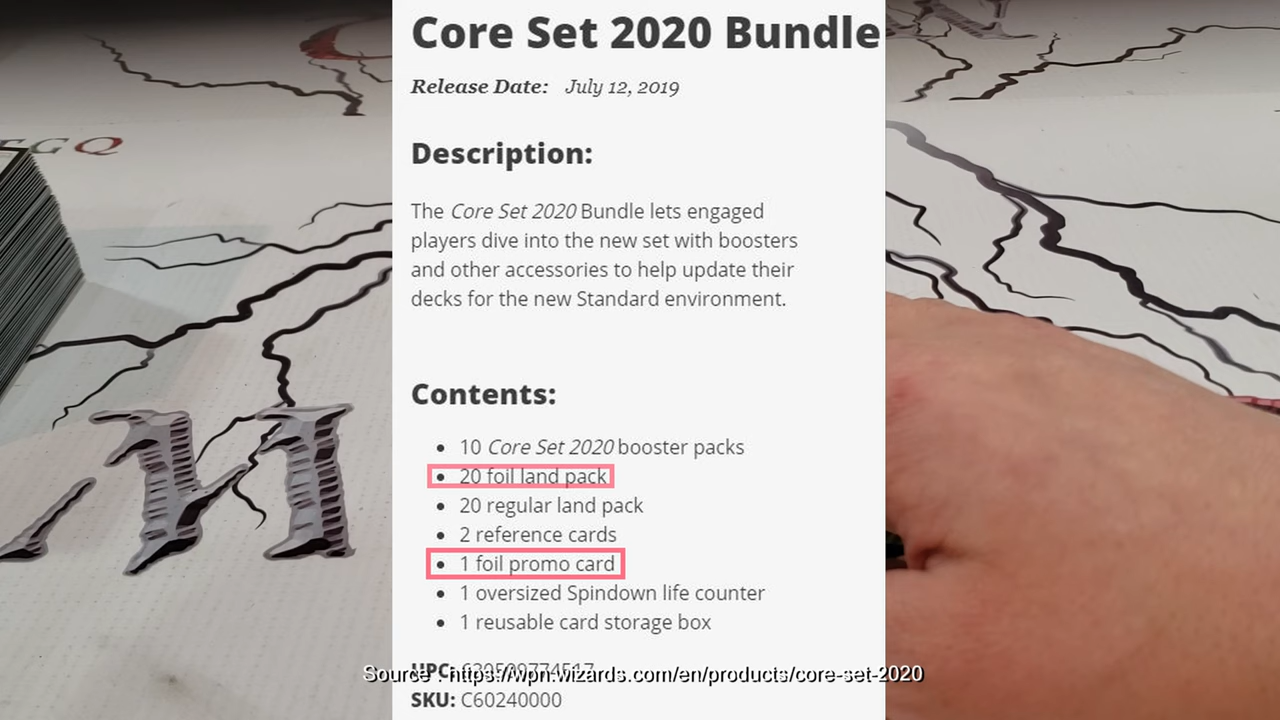 Core Set 2020 Bundle
Release Date: July 12, 2019
Description:
The Core Set 2020 Bundle lets engaged
players dive into the new set with boosters
and other accessories to help update their
decks for the new Standard environment.
Contents:
• 10 Core Set 2020 booster packs
• 20 foil land pack
• 20 regular land pack
• 2 reference cards
• 1 foil promo card
• 1 oversized Spindown life counter
• 1 reusable card storage box
UPC:
Source : https://wpn.wizards.com/en/products/core-set-2020
SKU: C60240000